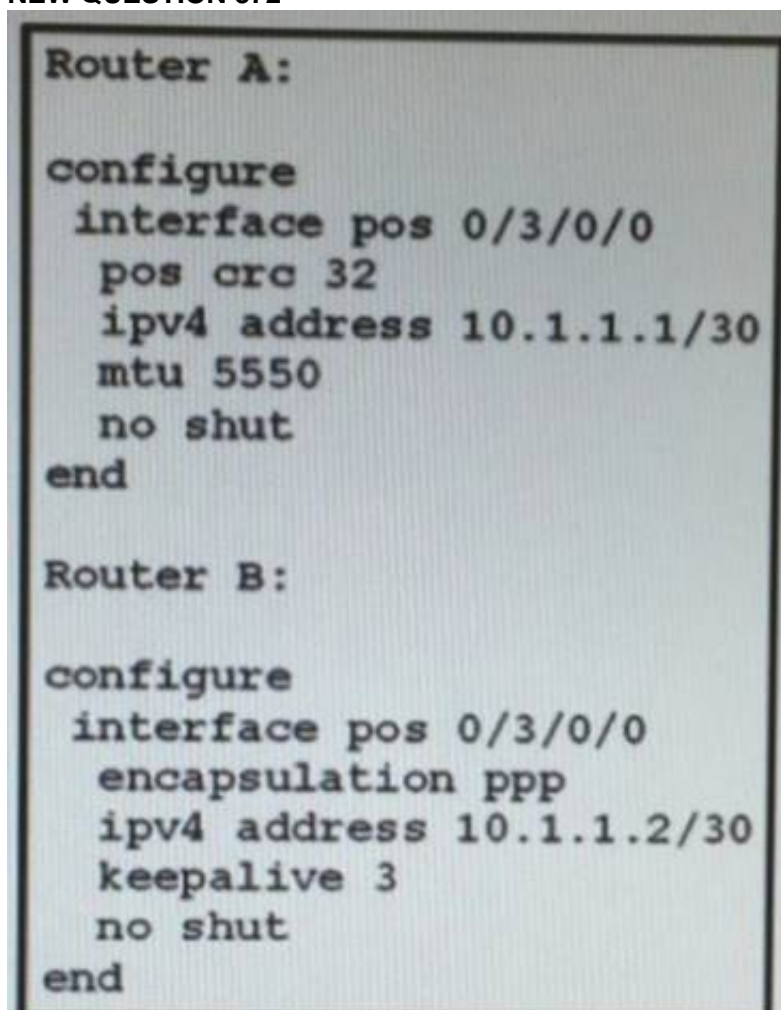 Router A:
configure
interface pos 0/3/0/0
pos crc 32
ipv4 address 10.1.1.1/30
mtu 5550
no shut
end
Router B:
configure
interface pos 0/3/0/0
encapsulation ppp
ipv4 address 10.1.1.2/30
keepalive 3
no shut
end